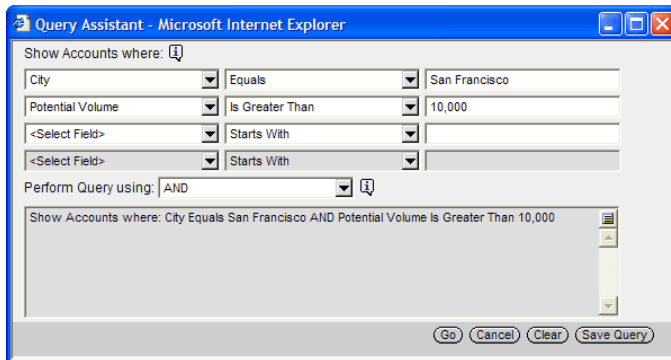 Query Assistant - Microsoft Internet Explorer
Show Accounts where:
City Equals San Francisco
Potential Volume Is Greater Than 10,000
<Select Field> Starts With
<Select Field> Starts With
Perform Query using: AND
Show Accounts where: City Equals San Francisco AND Potential Volume Is Greater Than 10,000
Go Cancel Clear Save Query